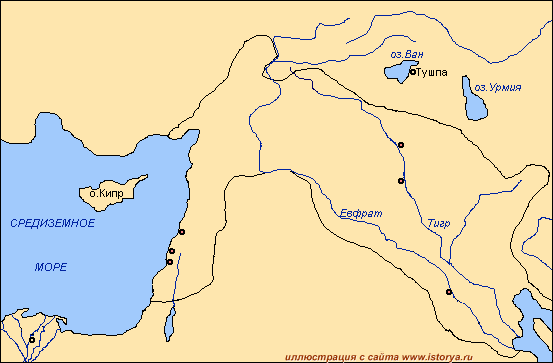 оз.Ван
Тушпа
оз.Урмия
о.Кипр
СРЕДИЗЕМНОЕ
МОРЕ
Евфрат
Тигр
иллюстрация с сайта www.istorya.ru